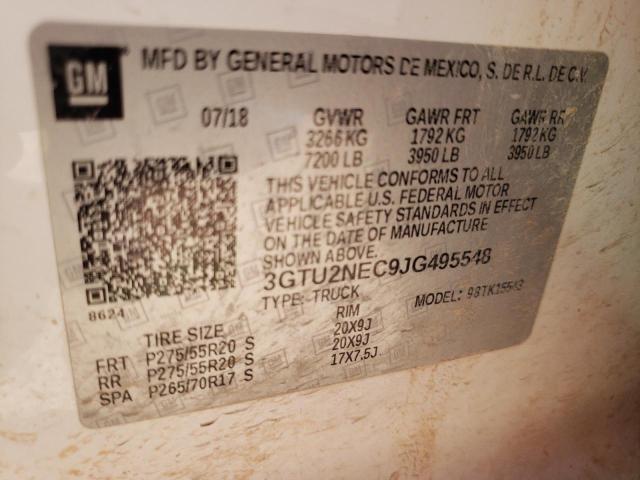 GM
MFD BY GENERAL MOTORS DE MEXICO, S. DE R.L. DE C.V.
07/18 GVWR GAWR FRT GAWR RR
3266 KG 1792 KG 1792 KG
7200 LB 3950 LB 3950 LB
THIS VEHICLE CONFORMS TO ALL
APPLICABLE U.S. FEDERAL MOTOR
VEHICLE SAFETY STANDARDS IN EFFECT
ON THE DATE OF MANUFACTURE
SHOWN ABOVE.
3GTU2NEC9JG495548
8624 TYPE: TRUCK MODEL: 98TK15543
TIRE SIZE RIM
FRT P275/55R20 S 20X9J
RR P275/55R20 S 20X9J
SPA P265/70R17 S 17X7.5J